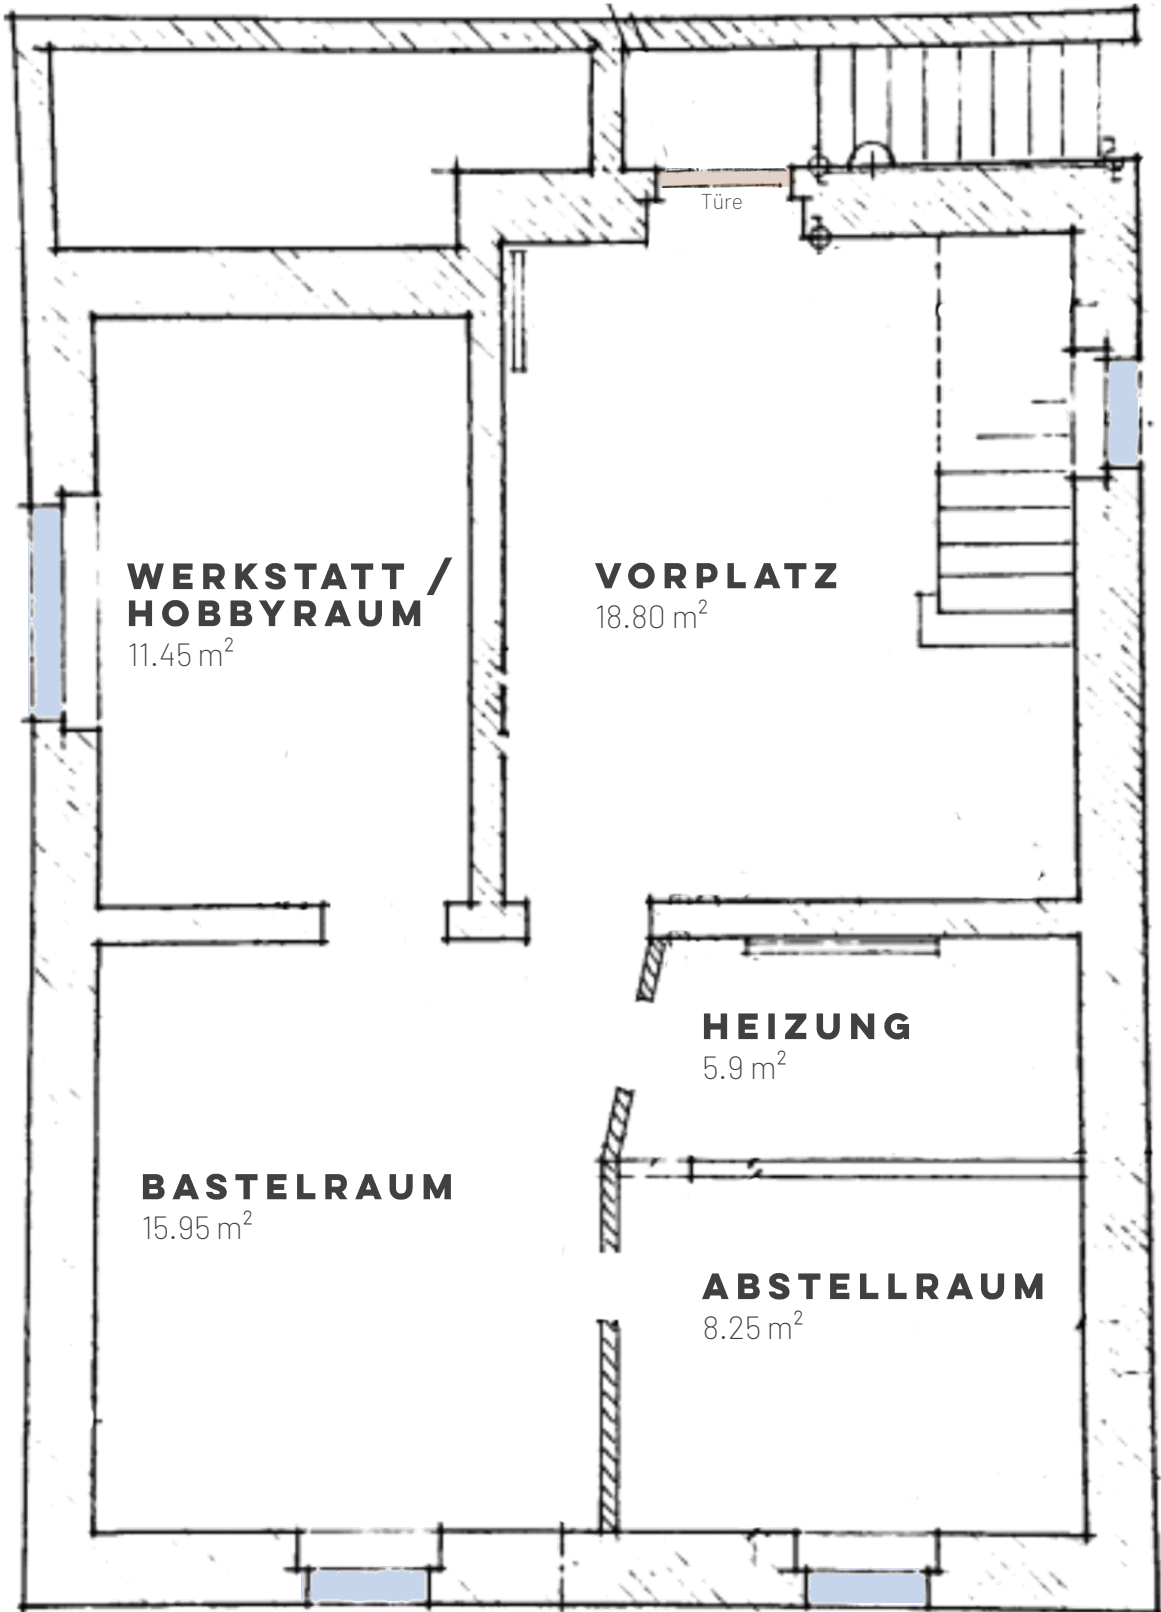 Türe
WERKSTATT /
HOBBYRAUM
11.45 m²
VORPLATZ
18.80 m²
HEIZUNG
5.9 m²
BASTELRAUM
15.95 m²
ABSTELLRAUM
8.25 m²